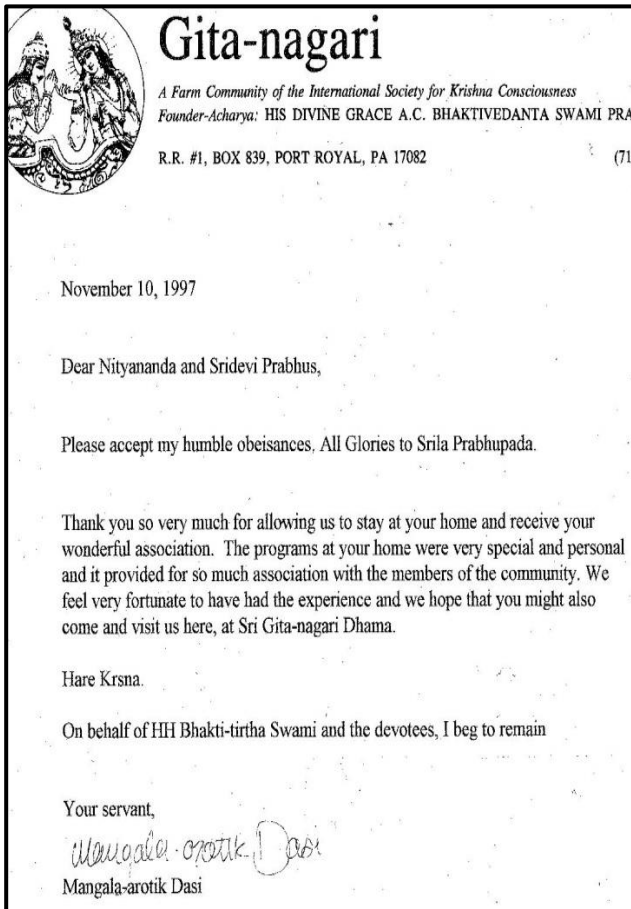 Gita-nagari
A Farm Community of the International Society for Krishna Consciousness
Founder-Acharya: HIS DIVINE GRACE A.C. BHAKTIVEDANTA SWAMI PRA
R.R. #1, BOX 839, PORT ROYAL, PA 17082 (71
November 10, 1997
Dear Nityananda and Sridevi Prabhus,
Please accept my humble obeisances. All Glories to Srila Prabhupada.
Thank you so very much for allowing us to stay at your home and receive your
wonderful association. The programs at your home were very special and personal
and it provided for so much association with the members of the community. We
feel very fortunate to have had the experience and we hope that you might also
come and visit us here, at Sri Gita-nagari Dhama.
Hare Krsna.
On behalf of HH Bhakti-tirtha Swami and the devotees, I beg to remain
Your servant,
Mangala-arotik Dasi
Mangala-arotik Dasi